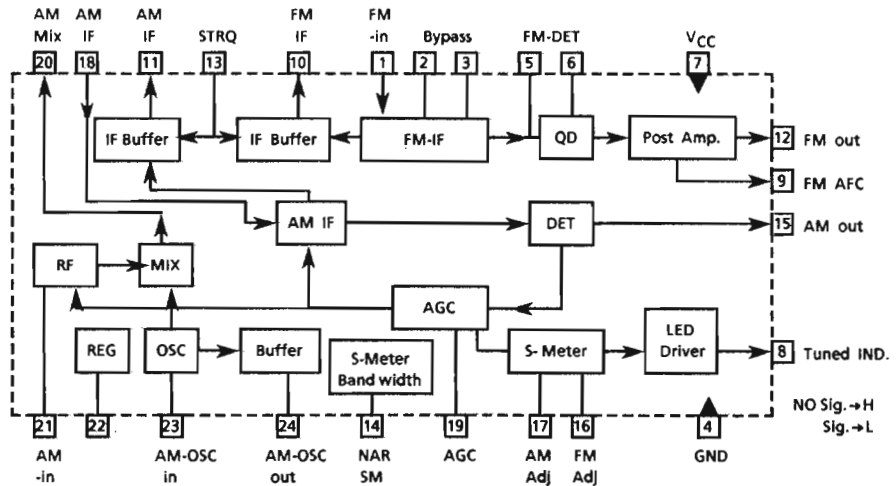 AM AM AM FM FM
Mix IF IF STRQ IF -in Bypass FM-DET VCC
20 18 11 13 10 1 2 3 5 6 7
IF Buffer IF Buffer FM-IF QD Post Amp. 12 FM out
9 FM AFC
AM IF DET 15 AM out
RF MIX
AGC
REG OSC Buffer S-Meter Band width S-Meter LED Driver 8 Tuned IND.
NO Sig.→H
Sig.→L
21 22 23 24 14 19 17 16 4
AM AM-OSC AM-OSC NAR AGC AM FM GND
-in in out SM Adj Adj